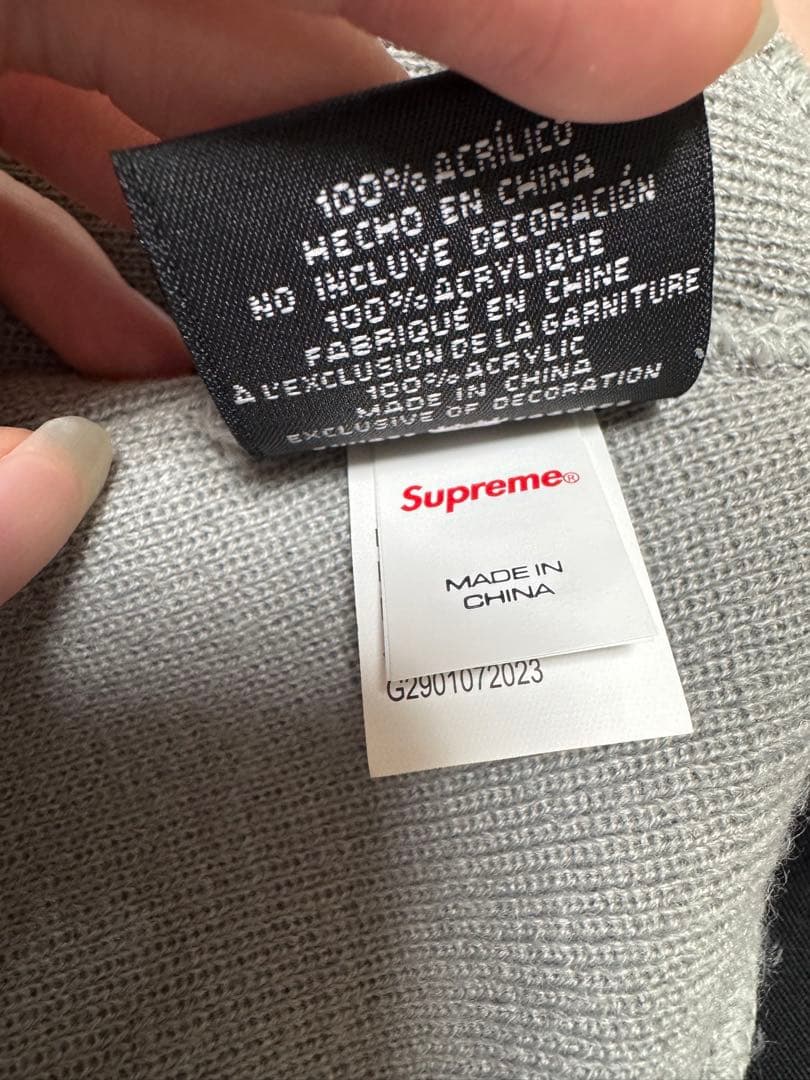 100% ACRÍLICO
HECHO EN CHINA
NO INCLUYE DECORACIÓN
100% ACRYLIQUE
FABRIQUÉ EN CHINE
À L'EXCLUSION DE LA GARNITURE
100% ACRYLIC
MADE IN CHINA
EXCLUSIVE OF DECORATION
Supreme®
MADE IN
CHINA
G2901072023